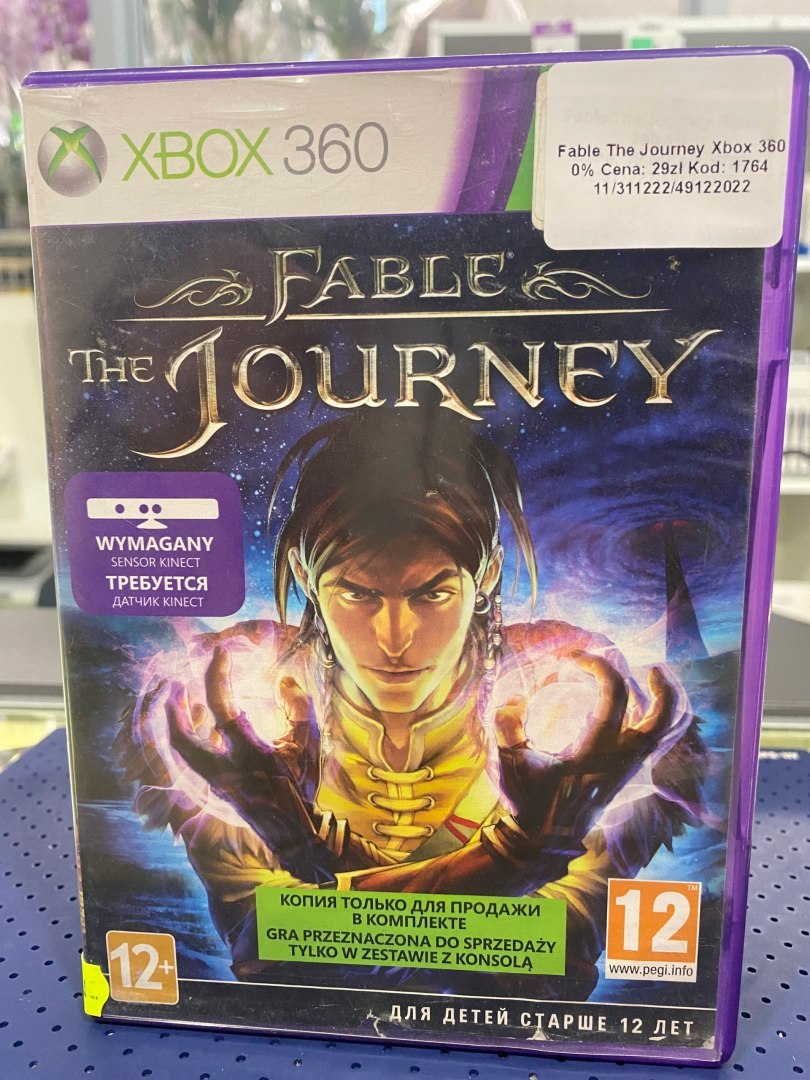 XBOX 360
Fable The Journey Xbox 360
0% Cena: 29zł Kod: 1764
11/311222/49122022
FABLE®
THE JOURNEY
WYMAGANY
SENSOR KINECT
ТРЕБУЕТСЯ
ДАТЧИК KINECT
КОПИЯ ТОЛЬКО ДЛЯ ПРОДАЖИ
В КОМПЛЕКТЕ
GRA PRZEZNACZONA DO SPRZEDAŻY
TYLKO W ZESTAWIE Z KONSOLĄ
12+
12™
www.pegi.info
ДЛЯ ДЕТЕЙ СТАРШЕ 12 ЛЕТ